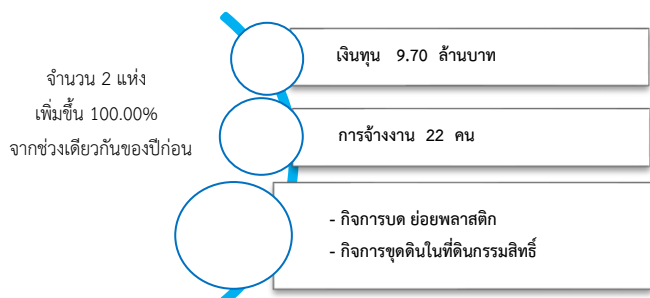 จำนวน 2 แห่ง
เพิ่มขึ้น 100.00%
จากช่วงเดียวกันของปีก่อน
เงินทุน 9.70 ล้านบาท
การจ้างงาน 22 คน
- กิจการบด ย่อยพลาสติก
- กิจการขุดดินในที่ดินกรรมสิทธิ์